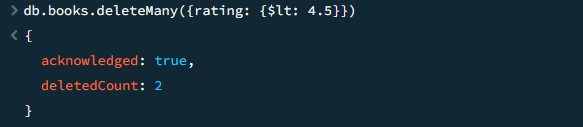 > db.books.deleteMany({rating: {$lt: 4.5}})
< {
acknowledged: true,
deletedCount: 2
}